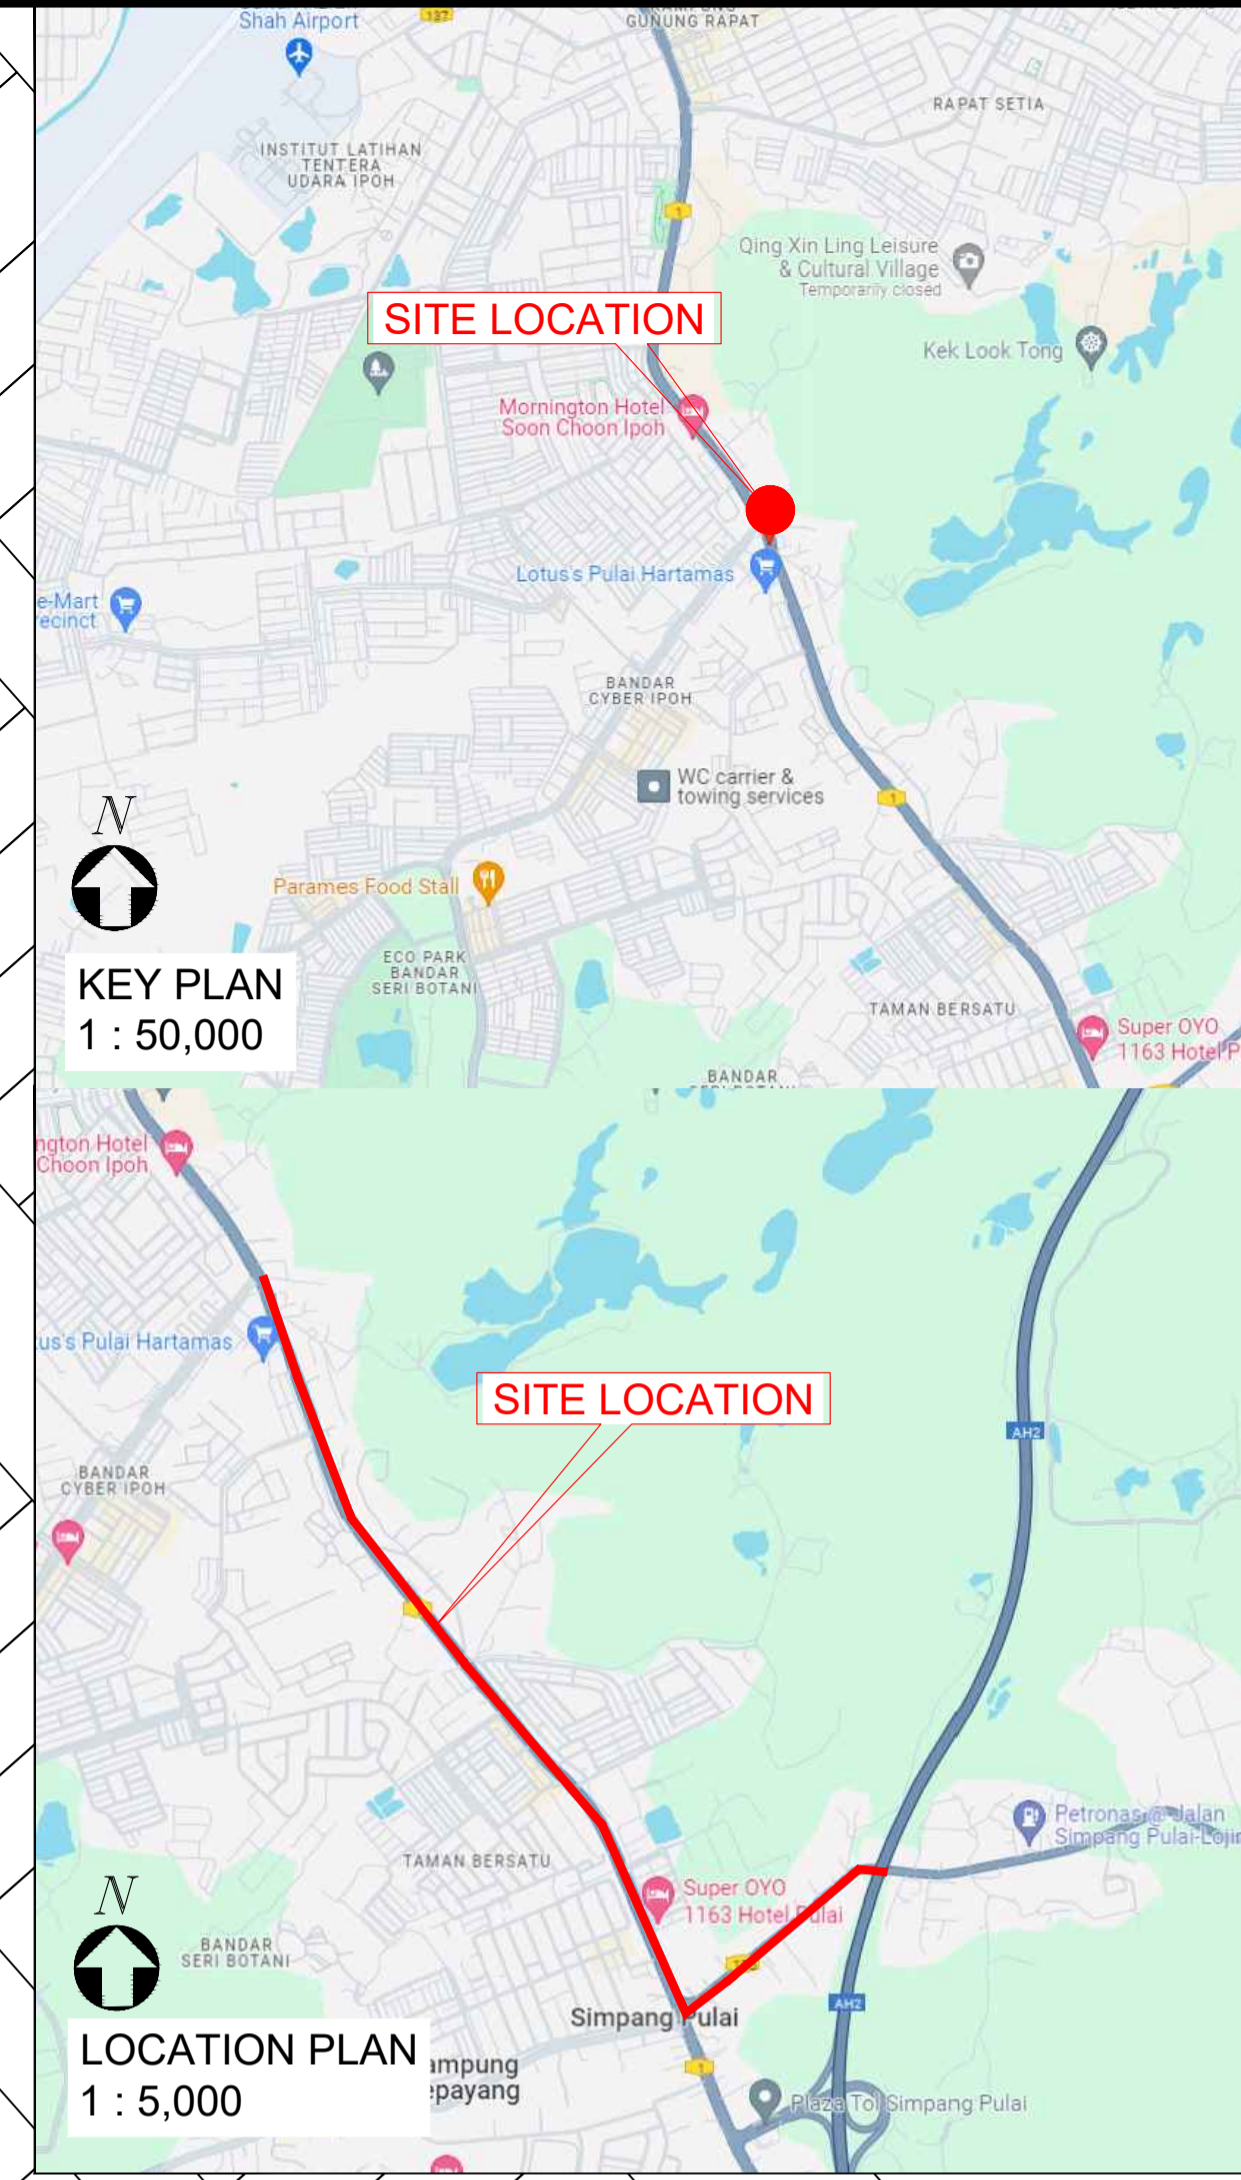 Shah Airport
137
GUNUNG RAPAT
RAPAT SETIA
INSTITUT LATIHAN
TENTERA
UDARA IPOH
1
Qing Xin Ling Leisure
& Cultural Village
Temporarily closed
SITE LOCATION
Kek Look Tong
Mornington Hotel
Soon Choon Ipoh
Lotus's Pulai Hartamas
e-Mart
ecinct
BANDAR
CYBER IPOH
WC carrier &
towing services
1
N
Parames Food Stall
ECO PARK
BANDAR
SERI BOTANI
KEY PLAN
1 : 50,000
TAMAN BERSATU
Super OYO
1163 Hotel P
BANDAR
ngton Hotel
Choon Ipoh
us's Pulai Hartamas
SITE LOCATION
AH2
BANDAR
CYBER IPOH
Petronas @ Jalan
Simpang Pulai-Lojin
TAMAN BERSATU
Super OYO
1163 Hotel Pulai
N
BANDAR
SERI BOTANI
AH2
Simpang Pulai
LOCATION PLAN
1 : 5,000
ampung
epayang
1
Plaza Tol Simpang Pulai